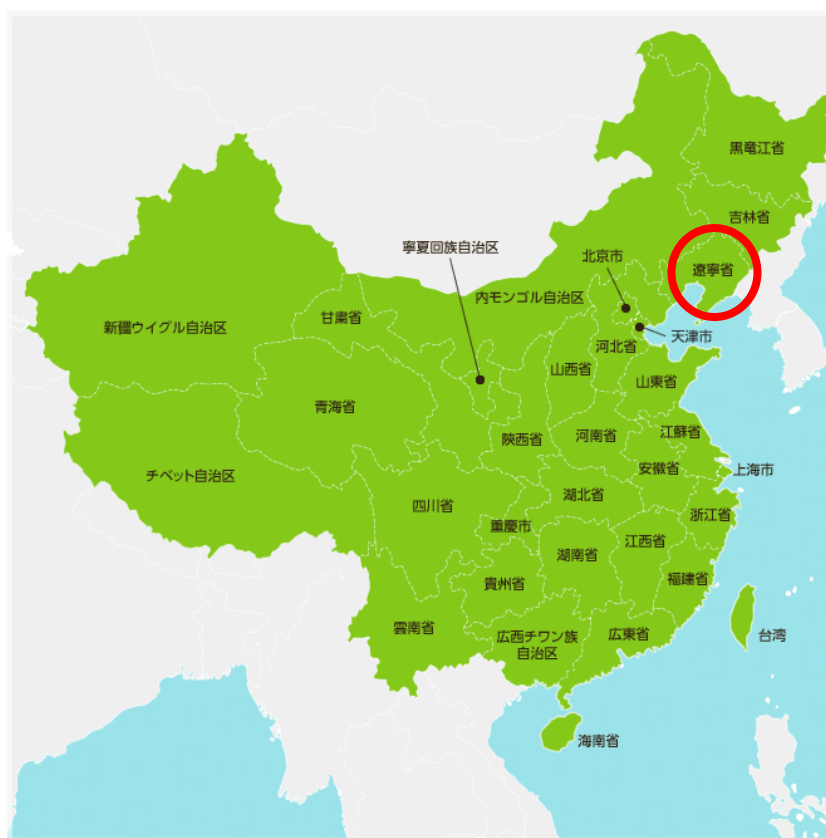 黒竜江省
吉林省
遼寧省
寧夏回族自治区
北京市
内モンゴル自治区
新疆ウイグル自治区
甘粛省
天津市
河北省
山西省
山東省
青海省
陝西省
河南省
江蘇省
安徽省
上海市
チベット自治区
四川省
湖北省
重慶市
浙江省
江西省
湖南省
福建省
貴州省
雲南省
広西チワン族
自治区
広東省
台湾
海南省